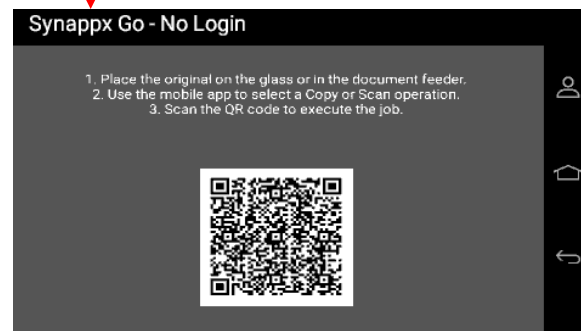 Synappx Go - No Login
1. Place the original on the glass or in the document feeder.
2. Use the mobile app to select a Copy or Scan operation.
3. Scan the QR code to execute the job.